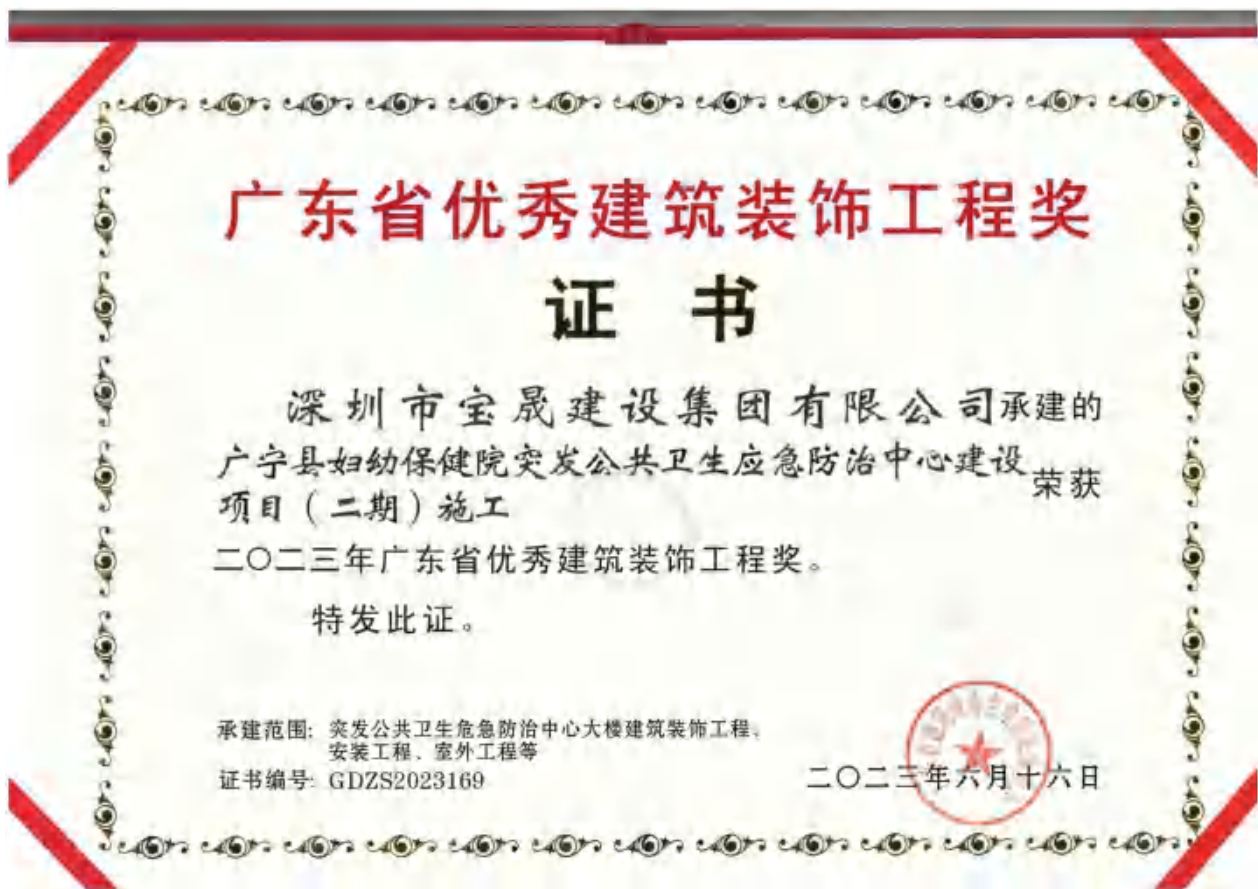 广东省优秀建筑装饰工程奖
证 书
深圳市宝晟建设集团有限公司承建的
广宁县妇幼保健院突发公共卫生应急防治中心建设
项目（二期）施工
荣获
二〇二三年广东省优秀建筑装饰工程奖。
特发此证。
承建范围: 突发公共卫生危急防治中心大楼建筑装饰工程、
安装工程、室外工程等
证书编号: GDZS2023169
二〇二三年六月十六日